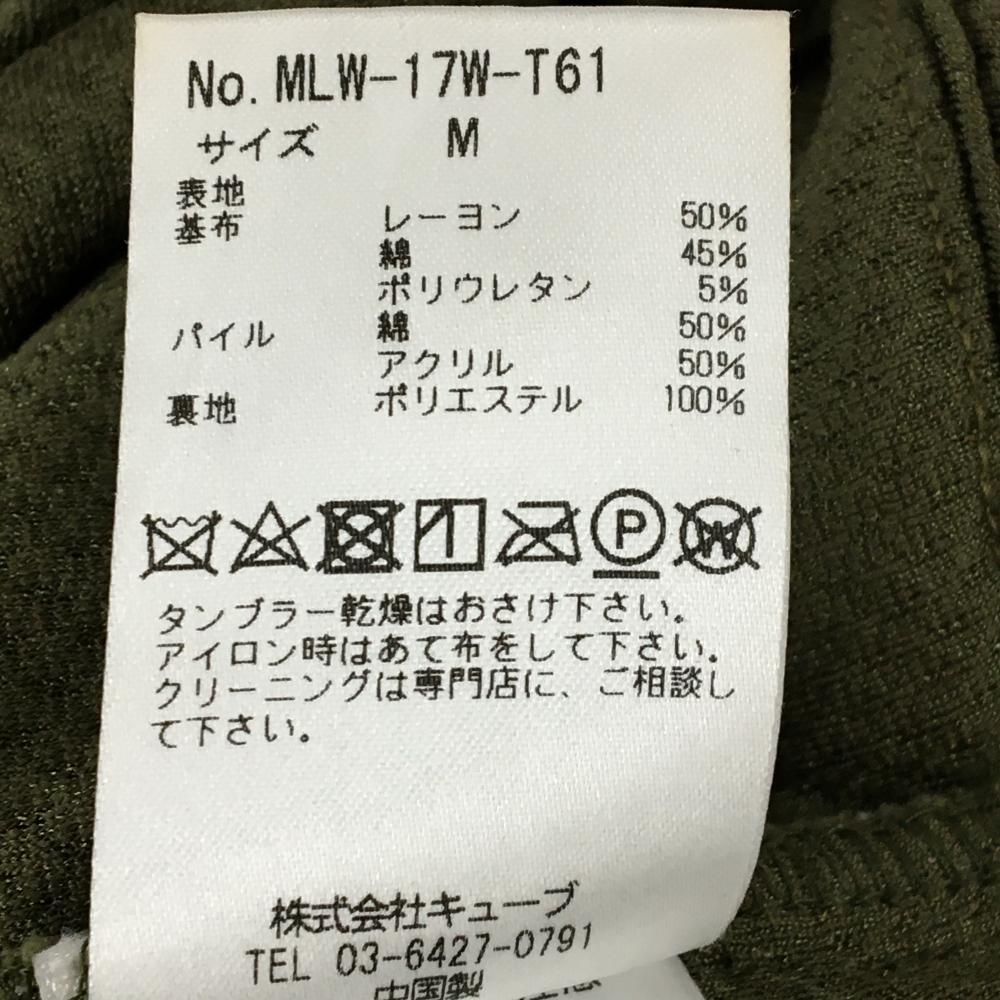 No. MLW-17W-T61
サイズ M
表地
基布 レーヨン 50%
綿 45%
ポリウレタン 5%
パイル 綿 50%
アクリル 50%
裏地 ポリエステル 100%
P
W
タンブラー乾燥はおさけ下さい。
アイロン時はあて布をして下さい。
クリーニングは専門店に、ご相談し
て下さい。
株式会社キューブ
TEL 03-6427-0791
中国製